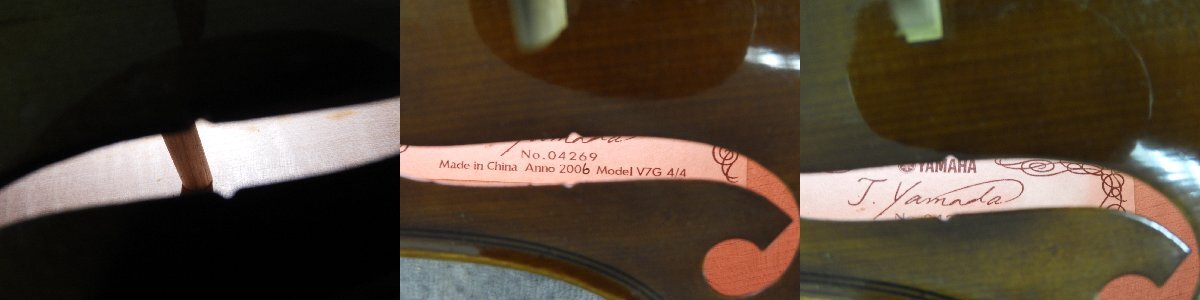 No.04269
Made in China Anno 2006 Model V7G 4/4
YAMAHA
J. Yamada